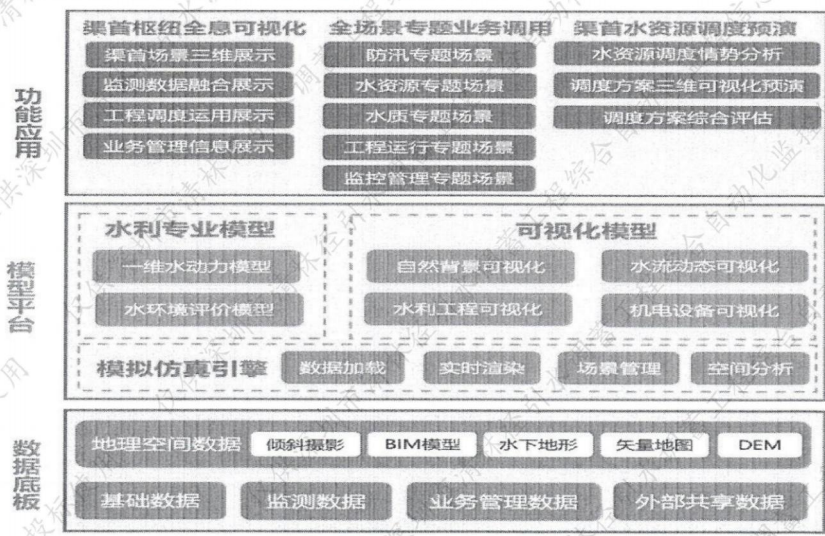 功能应用
渠首枢纽全息可视化 全场景专题业务调用 渠首水资源调度预演
渠首场景三维展示 防汛专题场景 水资源调度情势分析
监测数据融合展示 水资源专题场景 调度方案三维可视化预演
工程调度运用展示 水质专题场景 调度方案综合评估
业务管理信息展示 工程运行专题场景
监控管理专题场景
模型平台
水利专业模型 可视化模型
一维水动力模型 自然背景可视化 水流动态可视化
水环境评价模型 水利工程可视化 机电设备可视化
模拟仿真引擎 数据加载 实时渲染 场景管理 空间分析
数据底板
地理空间数据 倾斜摄影 BIM模型 水下地形 矢量地图 DEM
基础数据 监测数据 业务管理数据 外部共享数据